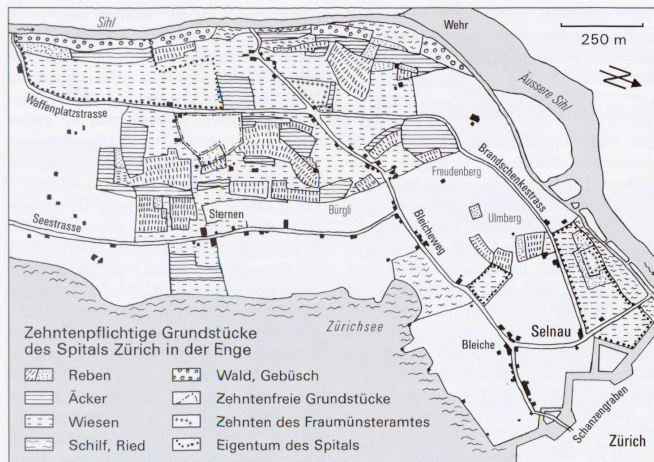 Sihl
Wehr
250 m
Äussere Sihl
Waffenplatzstrasse
Brandschenkestrass
Freudenberg
Ulmberg
Bürgli
Sternen
Seestrasse
Bleicheweg
Zürichsee
Selnau
Bleiche
Schanzengraben
Zürich
Zehntenpflichtige Grundstücke
des Spitals Zürich in der Enge
Reben
Äcker
Wiesen
Schilf, Ried
Wald, Gebüsch
Zehntenfreie Grundstücke
Zehnten des Fraumünsteramtes
Eigentum des Spitals